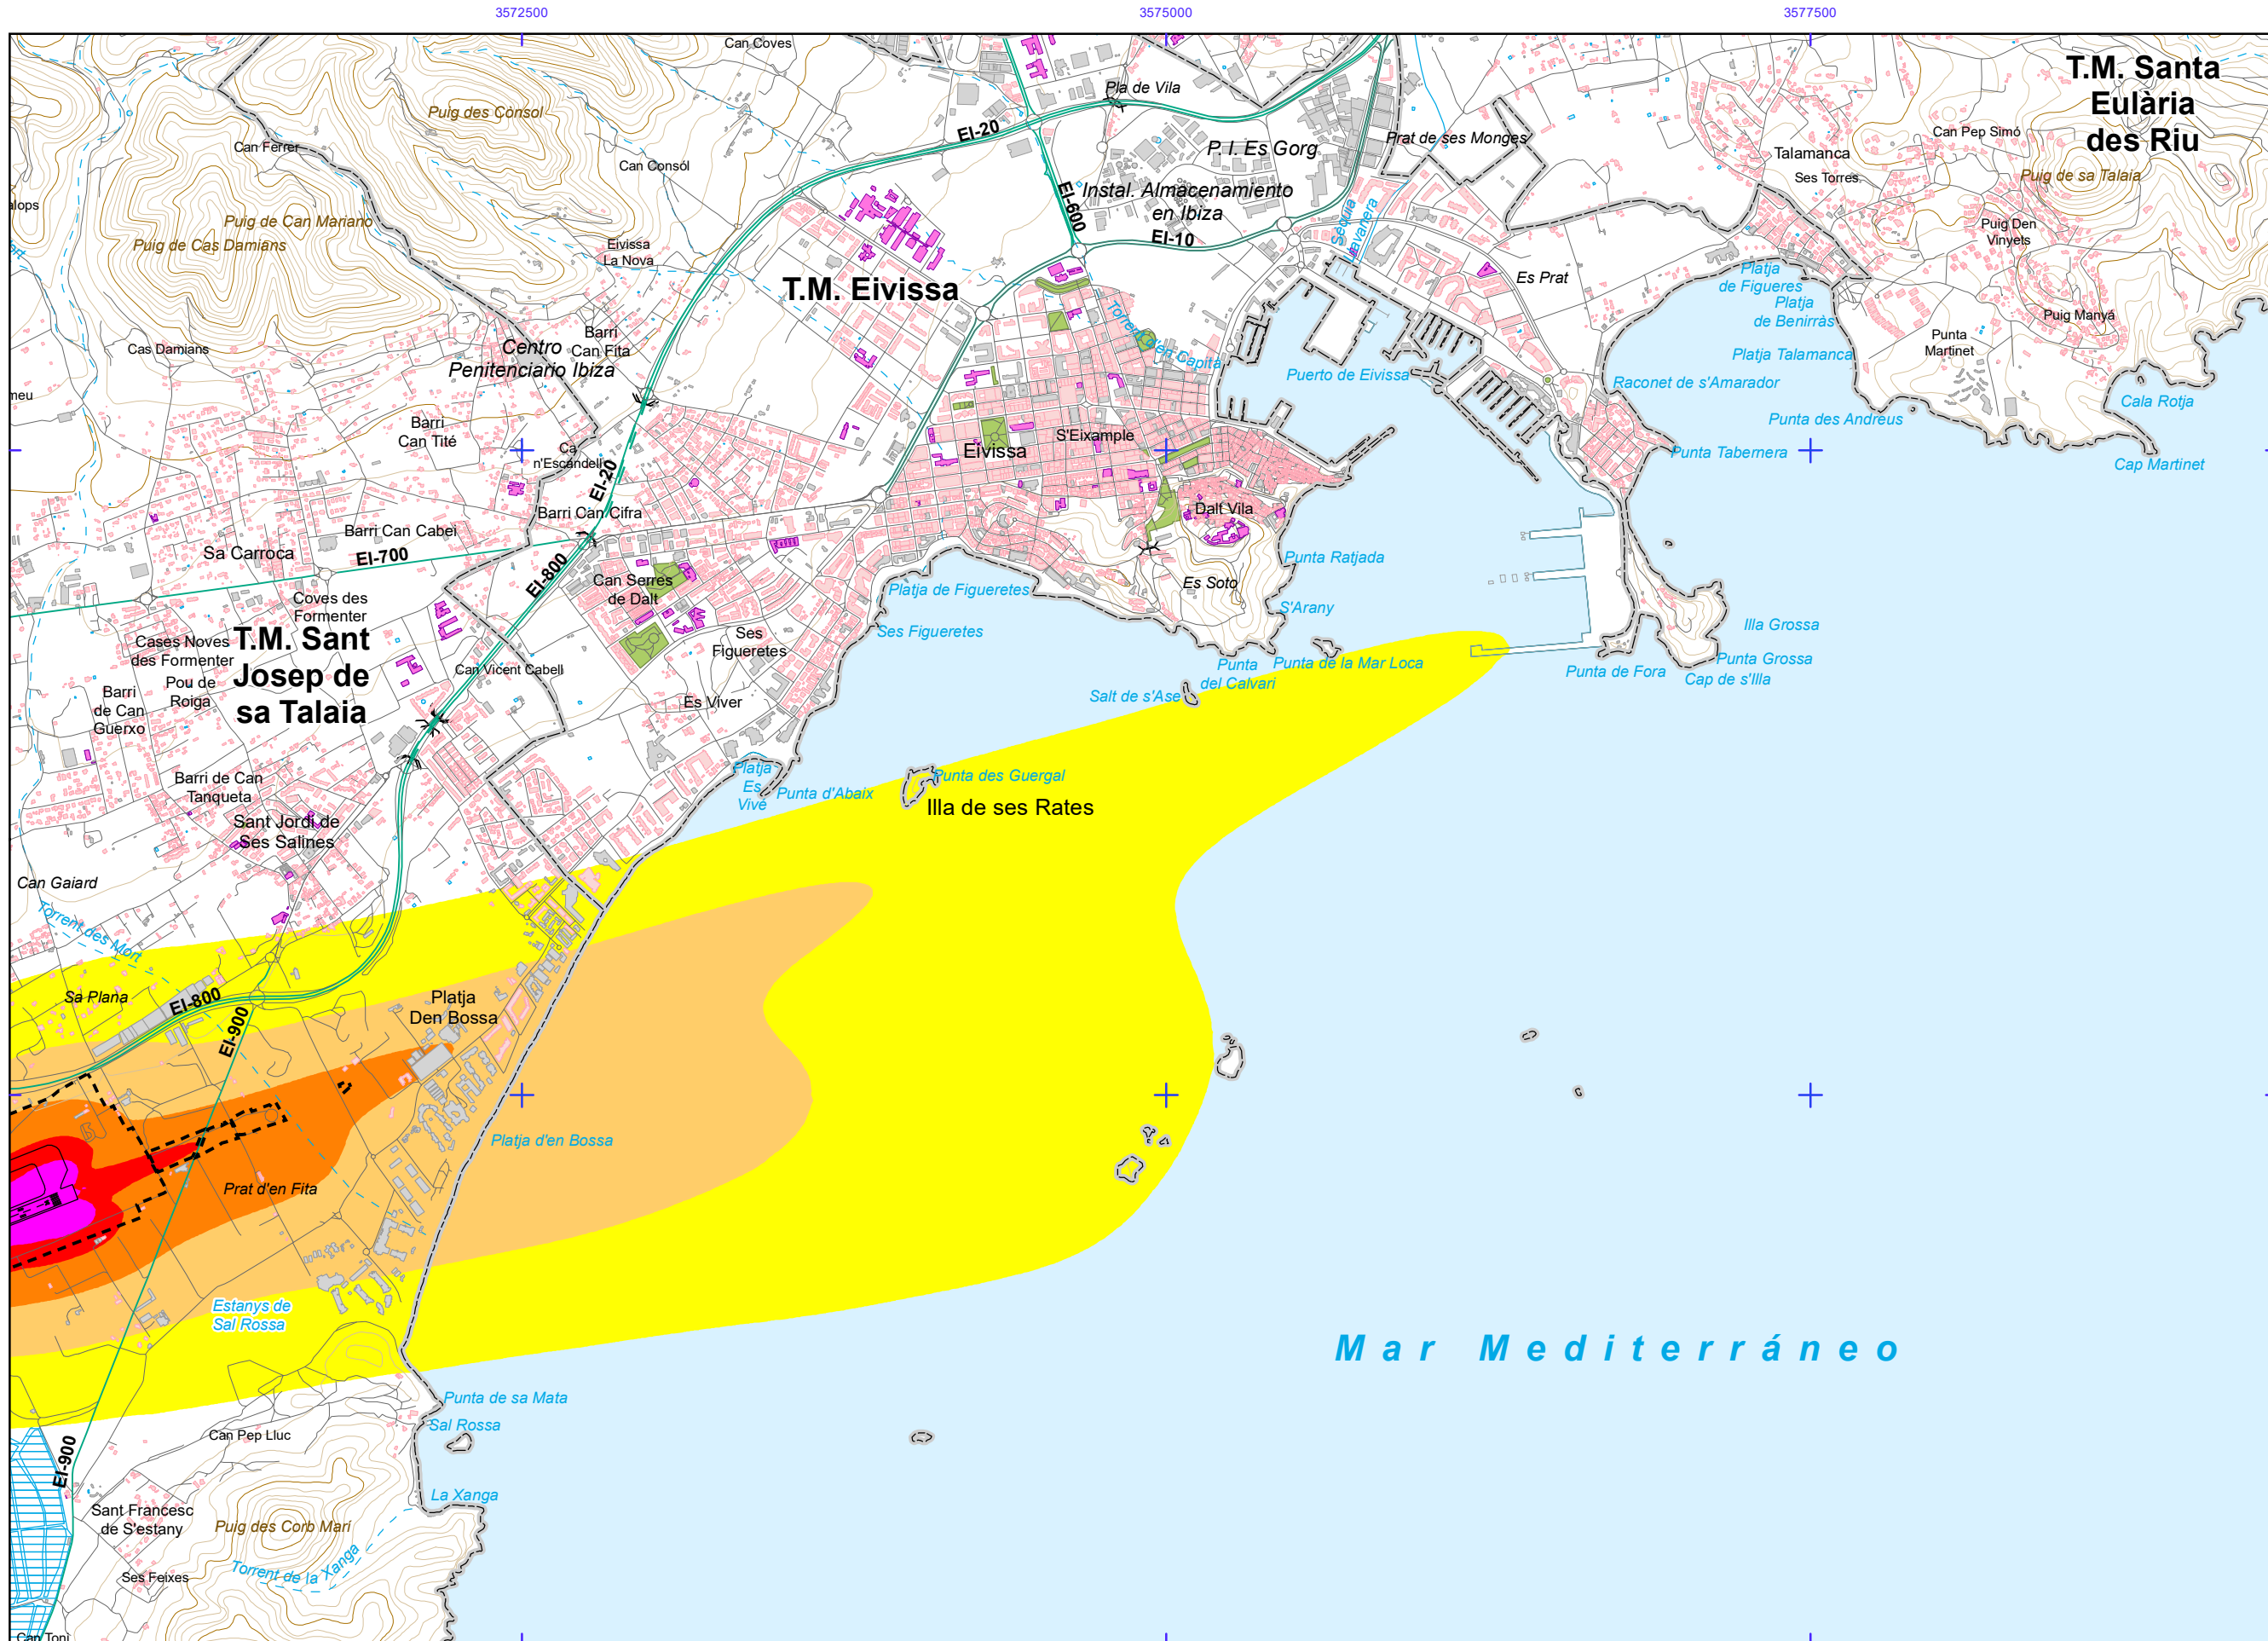 3572500
3575000
3577500
Can Coves
T.M. Santa
Eulària
des Riu
Puig des Cònsol
Pla de Vila
EI-20
Can Ferrer
Can Consól
P. I. Es Gorg
Prat de ses Monges
Can Pep Simó
Talamanca
Ses Torres
Puig de sa Talaia
Instal. Almacenamiento
en Ibiza
EI-600
EI-10
Séquia
Llavanera
alops
Puig de Can Mariano
Puig de Cas Damians
Eivissa
La Nova
Puig Den
Vinyets
T.M. Eivissa
Es Prat
Platja
de Figueres
Platja
de Benirràs
Puig Manyá
Torrent d'en Capità
Barri
Can Fita
Cas Damians
Centro
Penitenciario Ibiza
Punta
Martinet
Platja Talamanca
Puerto de Eivissa
Raconet de s'Amarador
Cala Rotja
meu
Barri
Can Tité
S'Eixample
Eivissa
Punta des Andreus
Punta Tabernera
Cap Martinet
Ca
n'Escandell
EI-20
Barri Can Cifra
Dalt Vila
Barri Can Cabei
Sa Carroca
EI-700
EI-800
Punta Ratjada
Can Serres
de Dalt
Platja de Figueretes
Es Soto
Coves des
Formenter
S'Arany
Cases Noves
des Formenter
T.M. Sant
Josep de
sa Talaia
Ses
Figueretes
Ses Figueretes
Illa Grossa
Punta
del Calvari
Punta de la Mar Loca
Punta de Fora
Punta Grossa
Cap de s'Illa
Can Vicent Cabell
Pou de
Roiga
Barri
de Can
Guerxo
Es Viver
Salt de s'Ase
Barri de Can
Tanqueta
Platja
Es
Vivé
Punta d'Abaix
Punta des Guergal
Illa de ses Rates
Sant Jordi de
Ses Salines
Can Gaiard
Torrent des Mort
Sa Plana
EI-800
EI-900
Platja
Den Bossa
Platja d'en Bossa
Prat d'en Fita
Estanys de
Sal Rossa
Mar Mediterráneo
Punta de sa Mata
Sal Rossa
Can Pep Lluc
EI-900
La Xanga
Sant Francesc
de S'estany
Puig des Corb Marí
Torrent de la Xanga
Ses Feixes
Can Toni